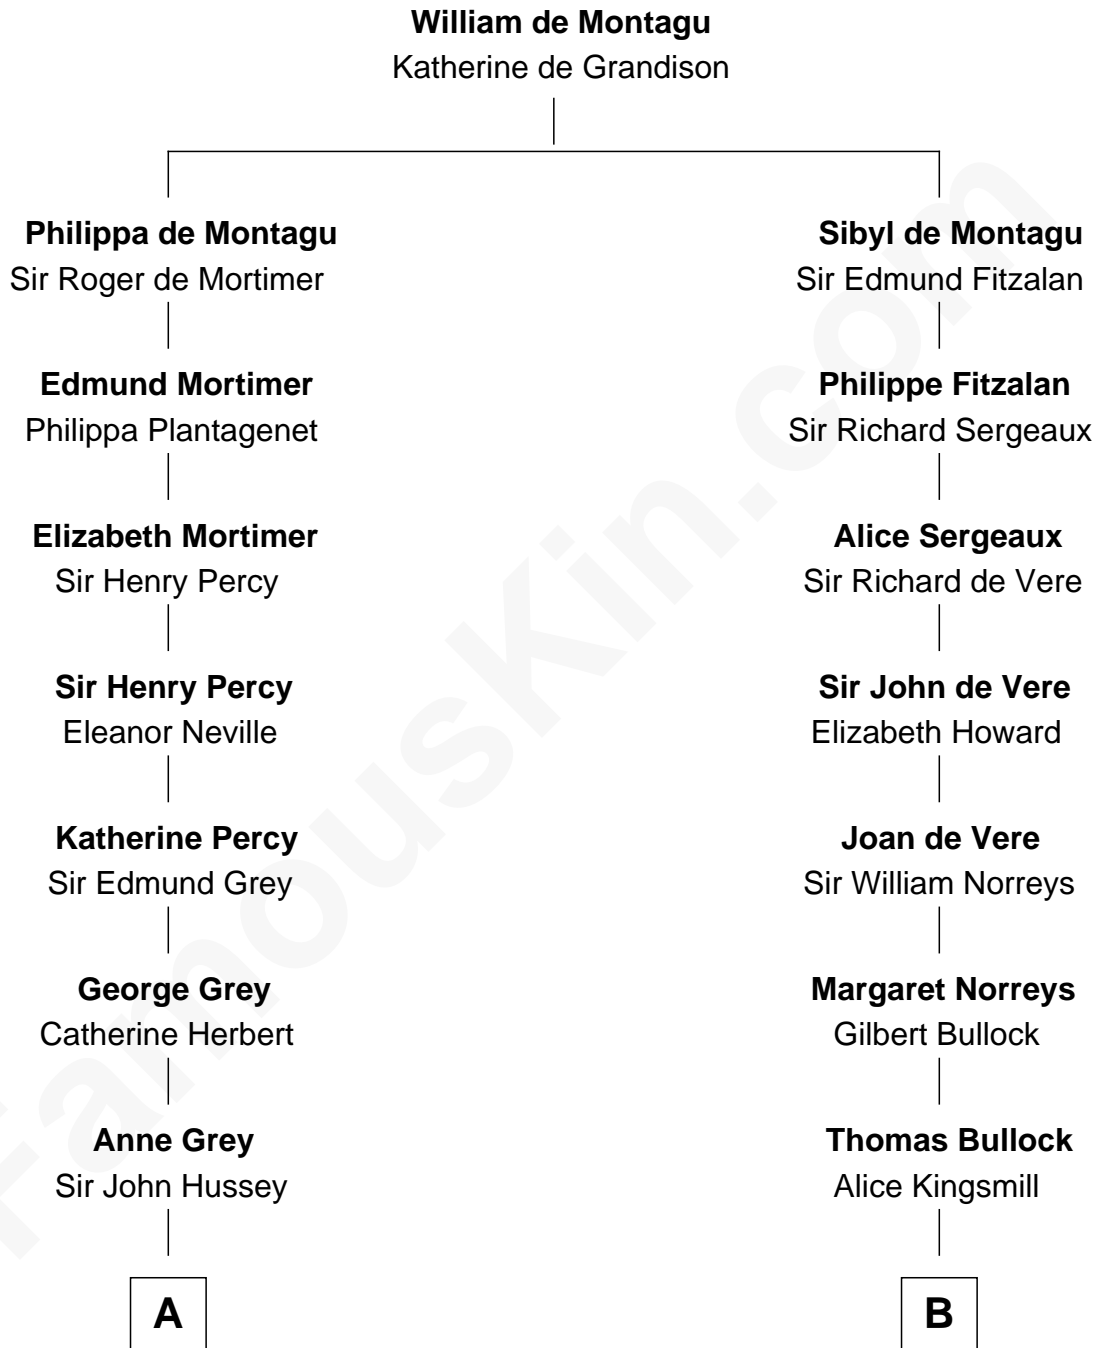 William de Montagu
Katherine de Grandison
Philippa de Montagu
Sir Roger de Mortimer
Sibyl de Montagu
Sir Edmund Fitzalan
Edmund Mortimer
Philippa Plantagenet
Philippe Fitzalan
Sir Richard Sergeaux
Elizabeth Mortimer
Sir Henry Percy
Alice Sergeaux
Sir Richard de Vere
Sir Henry Percy
Eleanor Neville
Sir John de Vere
Elizabeth Howard
Katherine Percy
Sir Edmund Grey
Joan de Vere
Sir William Norreys
George Grey
Catherine Herbert
Margaret Norreys
Gilbert Bullock
Anne Grey
Sir John Hussey
Thomas Bullock
Alice Kingsmill
A
B
FamousKin.com